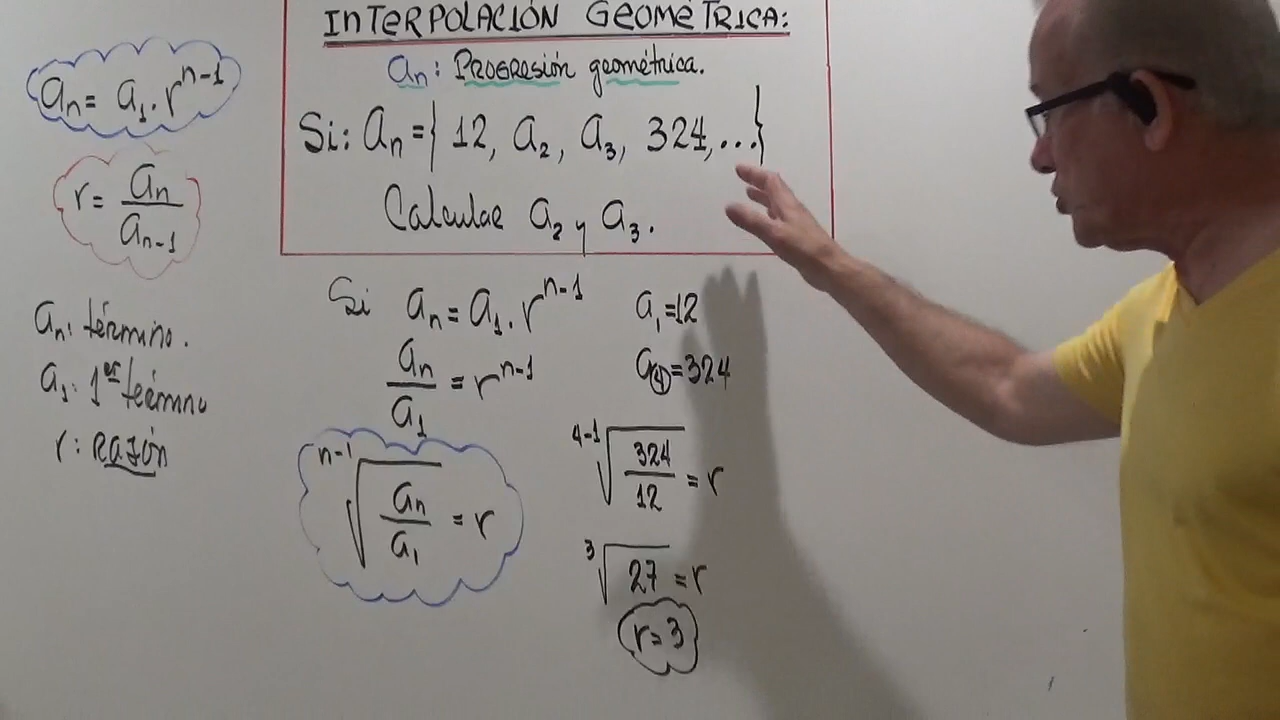 INTERPOLACIÓN GEOMÉTRICA:
an: PROGRESIÓN geométrica.
Si: an = { 12, a2, a3, 324, ...}
Calcular a2 y a3.
an = a1 . r^n-1
r = an / an-1
an: término.
a1: 1er término
r: RAZÓN
Si an = a1 . r^n-1
an / a1 = r^n-1
n-1√ an / a1 = r
a1 = 12
a4 = 324
4-1√ 324 / 12 = r
3√ 27 = r
r = 3